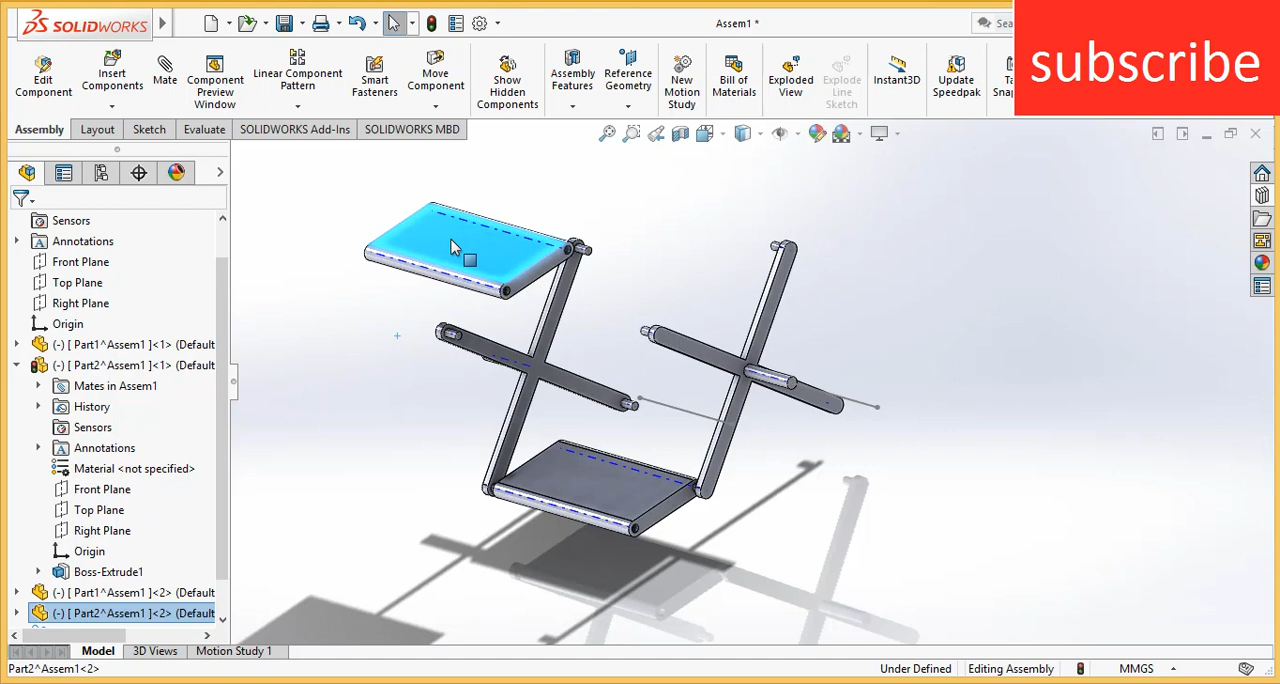 SOLIDWORKS
Assem1 *
Sea
subscribe
Edit Component
Insert Components
Mate
Component Preview Window
Linear Component Pattern
Smart Fasteners
Move Component
Show Hidden Components
Assembly Features
Reference Geometry
New Motion Study
Bill of Materials
Exploded View
Explode Line Sketch
Instant3D
Update Speedpak
Ta
Snap
Assembly
Layout
Sketch
Evaluate
SOLIDWORKS Add-Ins
SOLIDWORKS MBD
Sensors
Annotations
Front Plane
Top Plane
Right Plane
Origin
(-) [ Part1^Assem1 ]<1> (Default
(-) [ Part2^Assem1 ]<1> (Default
Mates in Assem1
History
Sensors
Annotations
Material <not specified>
Front Plane
Top Plane
Right Plane
Origin
Boss-Extrude1
(-) [ Part1^Assem1 ]<2> (Default
(-) [ Part2^Assem1 ]<2> (Default
Model
3D Views
Motion Study 1
Part2^Assem1<2>
Under Defined
Editing Assembly
MMGS